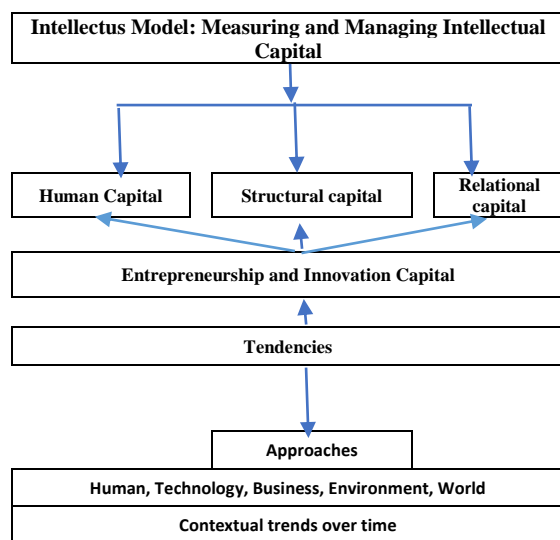 Intellectus Model: Measuring and Managing Intellectual
Capital
Human Capital
Structural capital
Relational
capital
Entrepreneurship and Innovation Capital
Tendencies
Approaches
Human, Technology, Business, Environment, World
Contextual trends over time